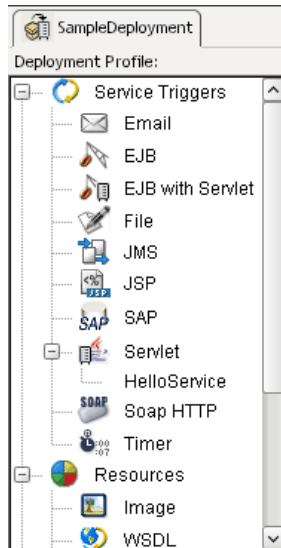 SampleDeployment
Deployment Profile:
Service Triggers
Email
EJB
EJB with Servlet
File
JMS
JSP
SAP
Servlet
HelloService
Soap HTTP
Timer
Resources
Image
WSDL